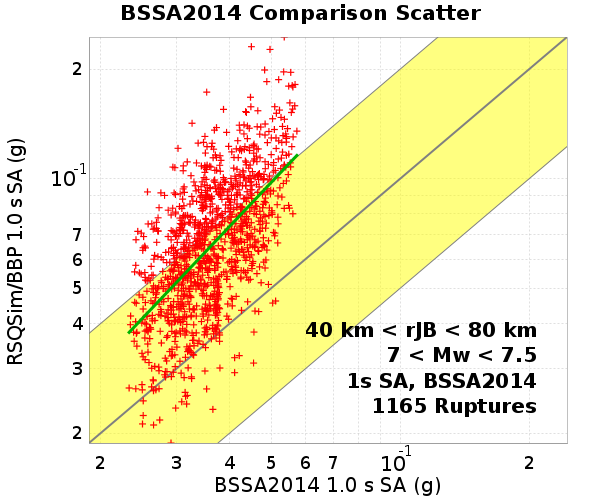 BSSA2014 Comparison Scatter
RSQSim/BBP 1.0 s SA (g)
2
10-1
7
6
5
4
3
2
40 km < rJB < 80 km
7 < Mw < 7.5
1s SA, BSSA2014
1165 Ruptures
2 3 4 5 6 7 10-1 2
BSSA2014 1.0 s SA (g)